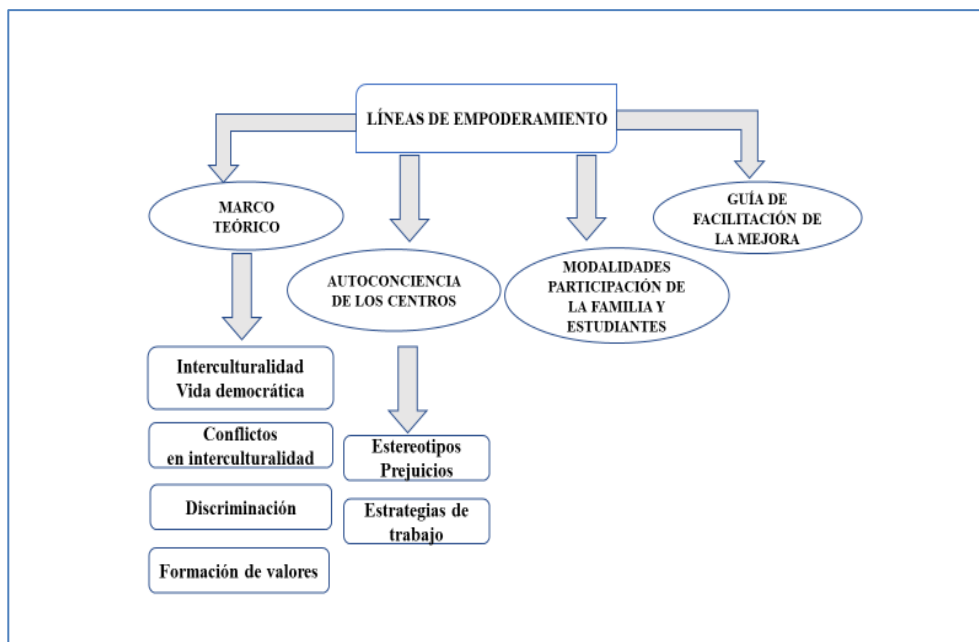 LÍNEAS DE EMPODERAMIENTO
MARCO
TEÓRICO
AUTOCONCIENCIA
DE LOS CENTROS
MODALIDADES
PARTICIPACIÓN DE
LA FAMILIA Y
ESTUDIANTES
GUÍA DE
FACILITACIÓN DE
LA MEJORA
Interculturalidad
Vida democrática
Conflictos
en interculturalidad
Discriminación
Formación de valores
Estereotipos
Prejuicios
Estrategias de
trabajo